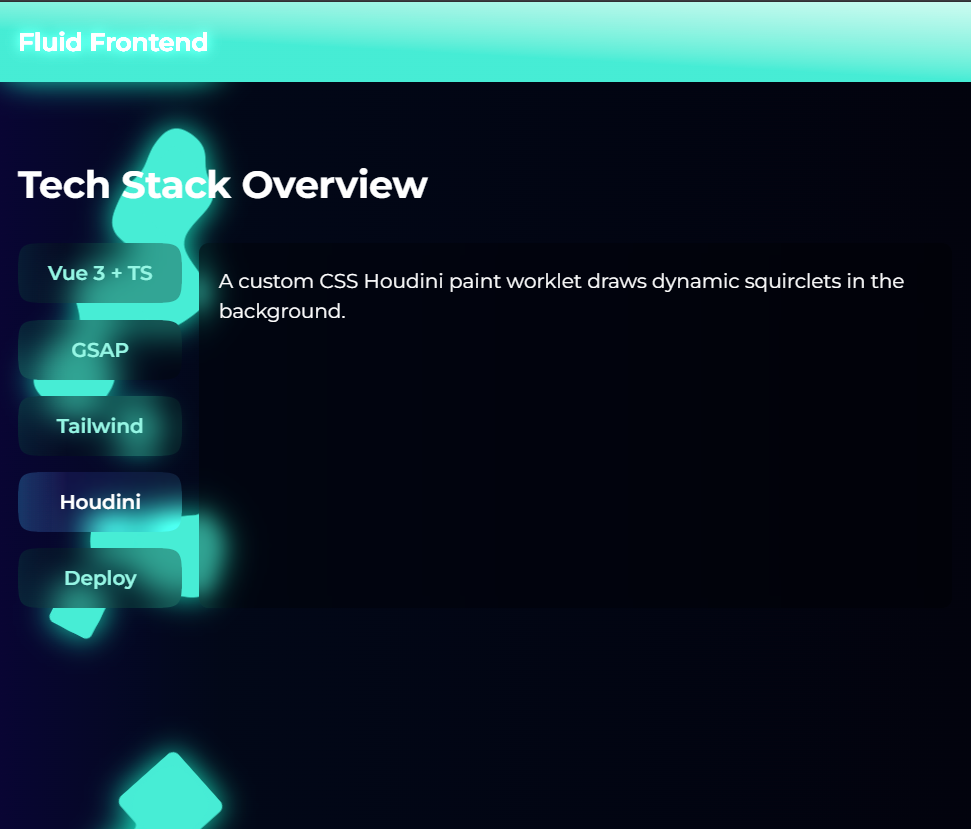 Fluid Frontend
Tech Stack Overview
Vue 3 + TS
A custom CSS Houdini paint worklet draws dynamic squirclets in the
background.
GSAP
Tailwind
Houdini
Deploy